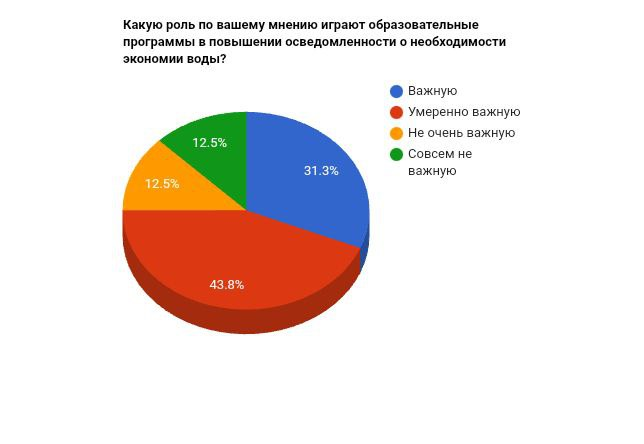 Какую роль по вашему мнению играют образовательные
программы в повышении осведомленности о необходимости
экономии воды?
Важную
Умеренно важную
Не очень важную
Совсем не
важную
12.5%
31.3%
12.5%
43.8%